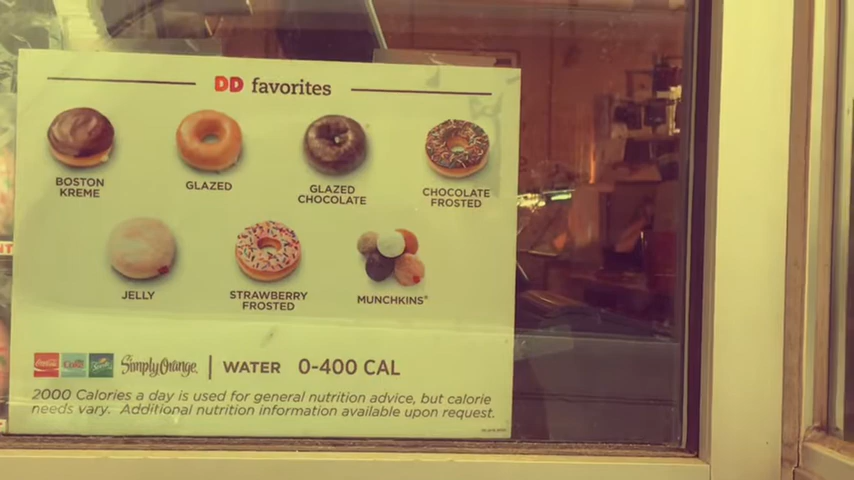 DD favorites
BOSTON
KREME
GLAZED
GLAZED
CHOCOLATE
CHOCOLATE
FROSTED
JELLY
STRAWBERRY
FROSTED
MUNCHKINS®
Coca-Cola Simply Orange. | WATER 0-400 CAL
2000 Calories a day is used for general nutrition advice, but calorie
needs vary. Additional nutrition information available upon request.